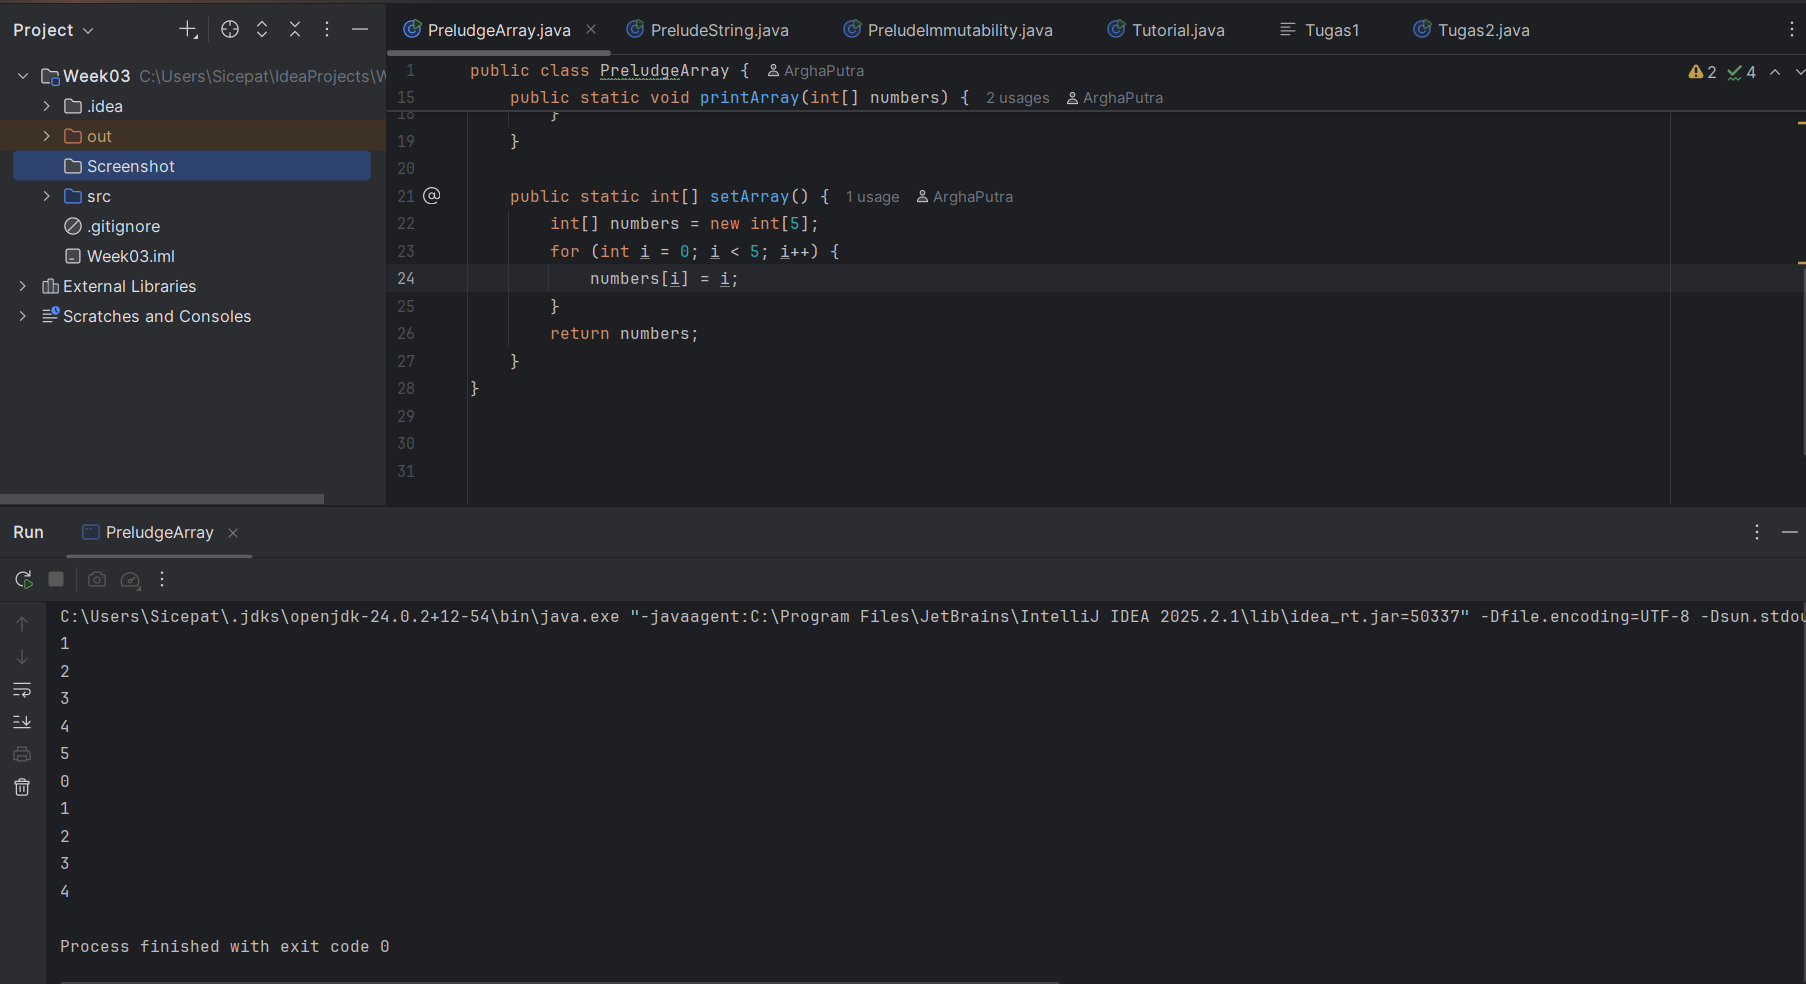 Project
Week03 C:\Users\Sicepat\IdeaProjects\W
.idea
out
Screenshot
src
.gitignore
Week03.iml
External Libraries
Scratches and Consoles
PreludgeArray.java PreludeString.java PreludeImmutability.java Tutorial.java Tugas1 Tugas2.java
1 public class PreludgeArray { ArghaPutra
2 4
15 public static void printArray(int[] numbers) { 2 usages ArghaPutra
18 }
19 }
20
21 @ public static int[] setArray() { 1 usage ArghaPutra
22 int[] numbers = new int[5];
23 for (int i = 0; i < 5; i++) {
24 numbers[i] = i;
25 }
26 return numbers;
27 }
28 }
29
30
31
Run PreludgeArray
C:\Users\Sicepat\.jdks\openjdk-24.0.2+12-54\bin\java.exe "-javaagent:C:\Program Files\JetBrains\IntelliJ IDEA 2025.2.1\lib\idea_rt.jar=50337" -Dfile.encoding=UTF-8 -Dsun.stdou
1
2
3
4
5
0
1
2
3
4
Process finished with exit code 0